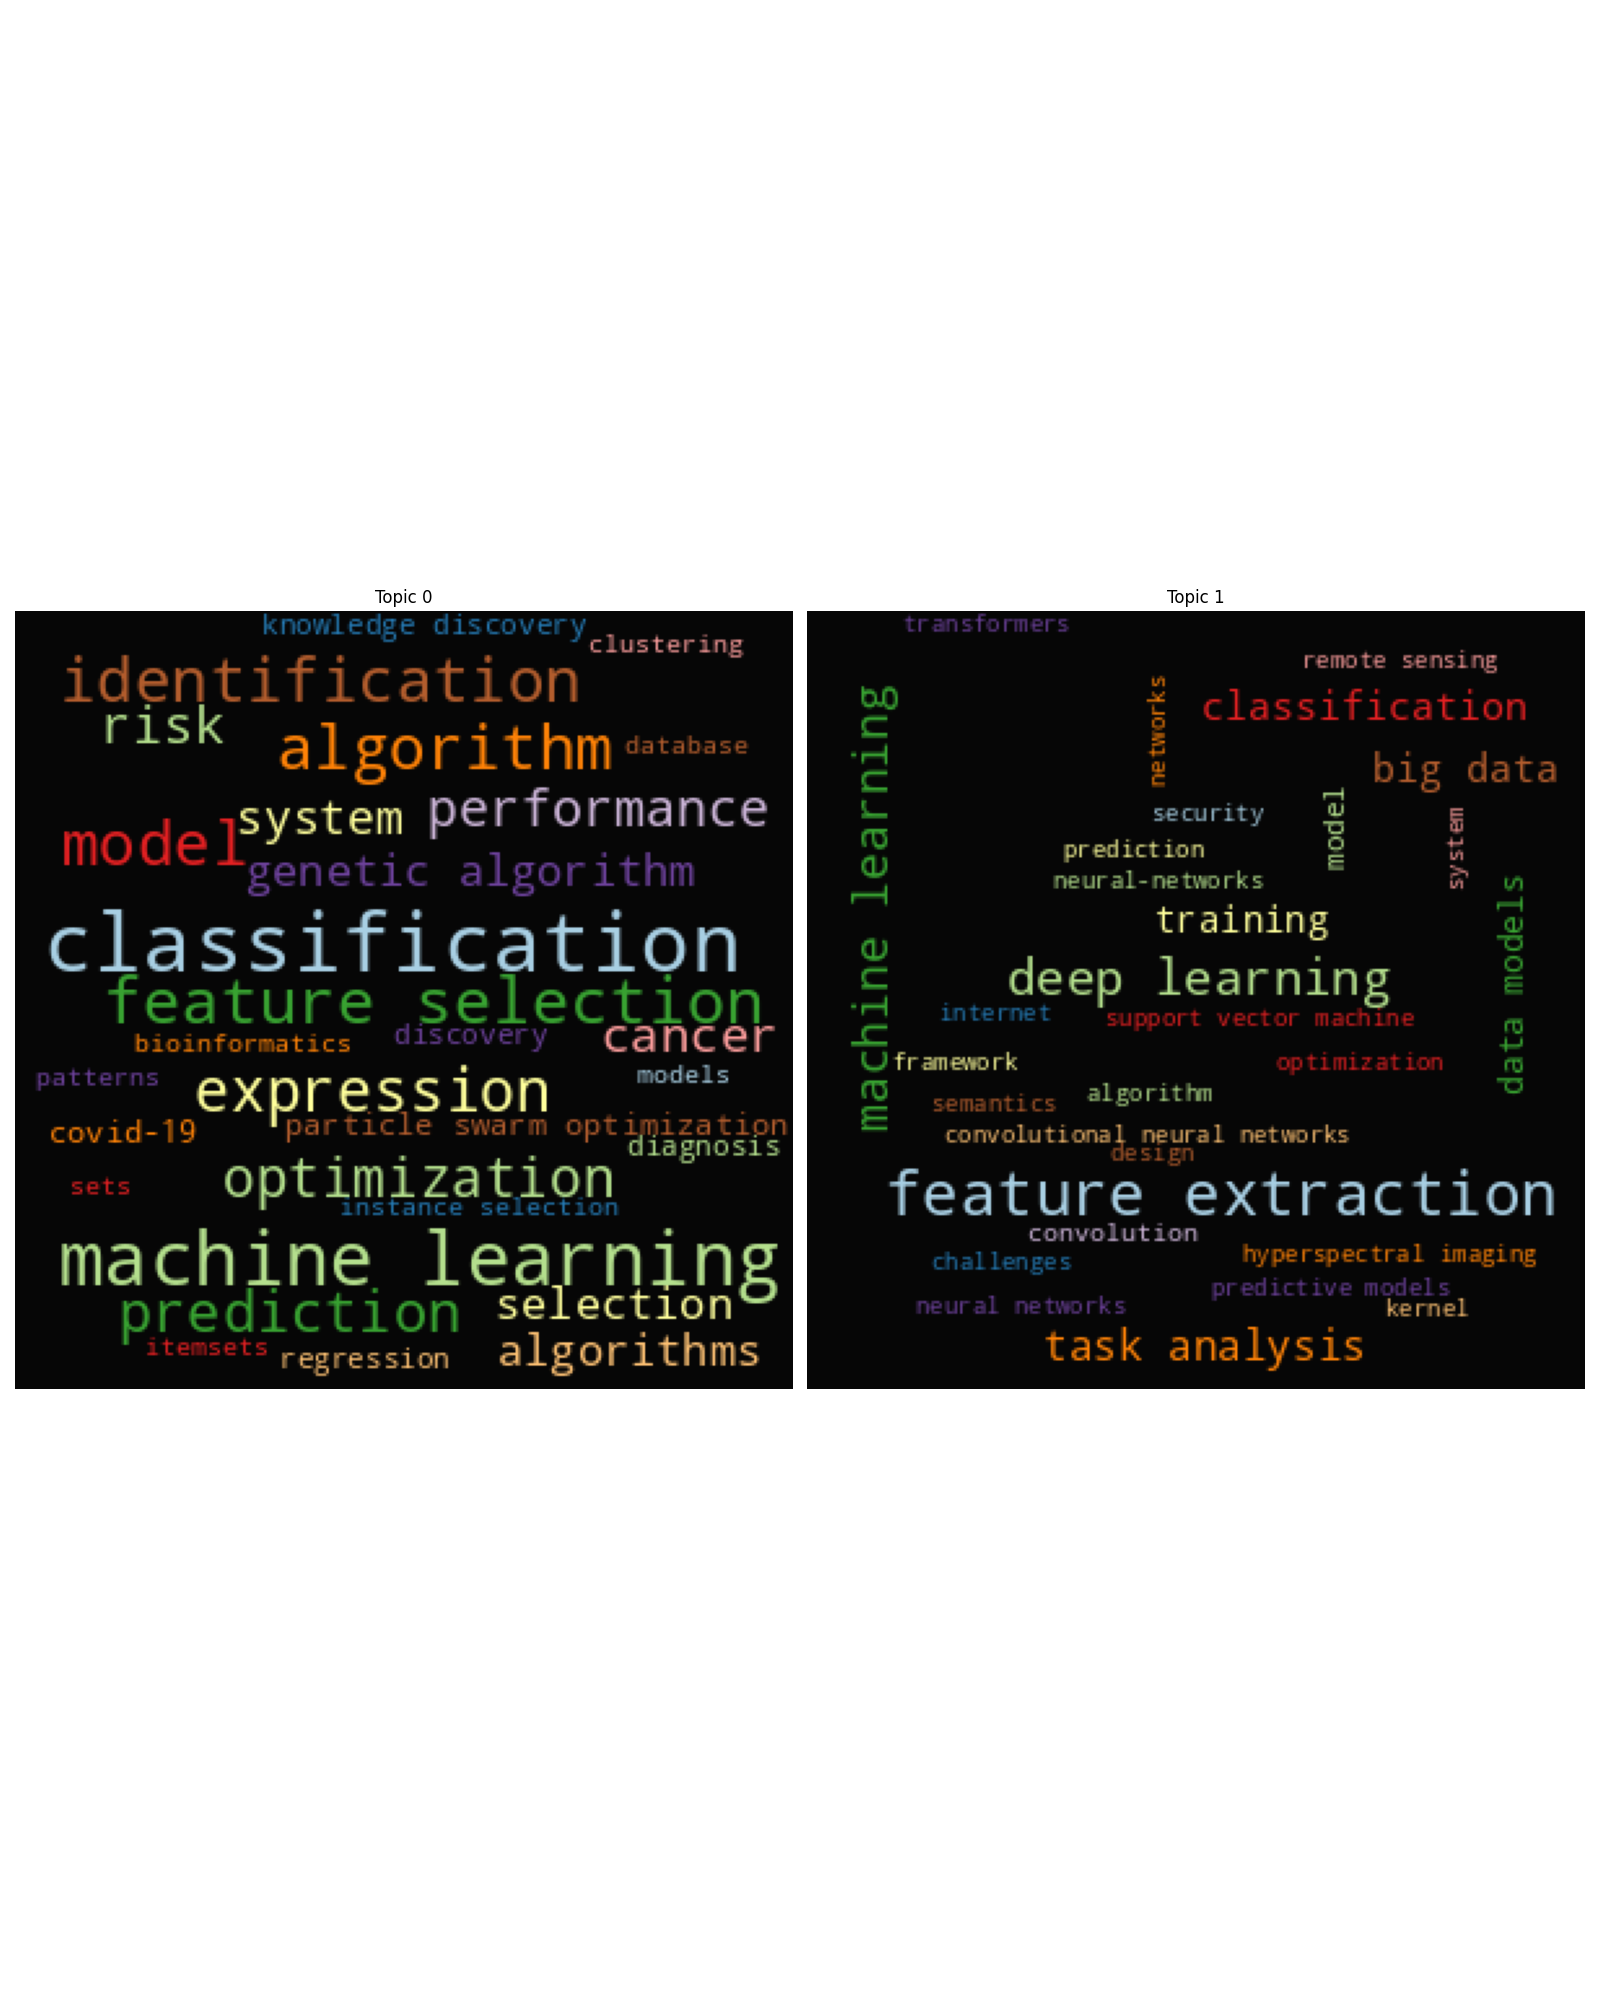 Topic 0
knowledge discovery
clustering
identification
risk
algorithm
database
performance
system
model
genetic algorithm
classification
feature selection
discovery
cancer
bioinformatics
patterns
models
expression
particle swarm optimization
covid-19
diagnosis
optimization
sets
instance selection
machine learning
selection
prediction
itemsets
algorithms
regression
Topic 1
transformers
remote sensing
networks
classification
machine learning
big data
security
model
system
prediction
neural-networks
training
data models
deep learning
internet
support vector machine
framework
optimization
algorithm
semantics
convolutional neural networks
design
feature extraction
convolution
hyperspectral imaging
challenges
predictive models
neural networks
kernel
task analysis